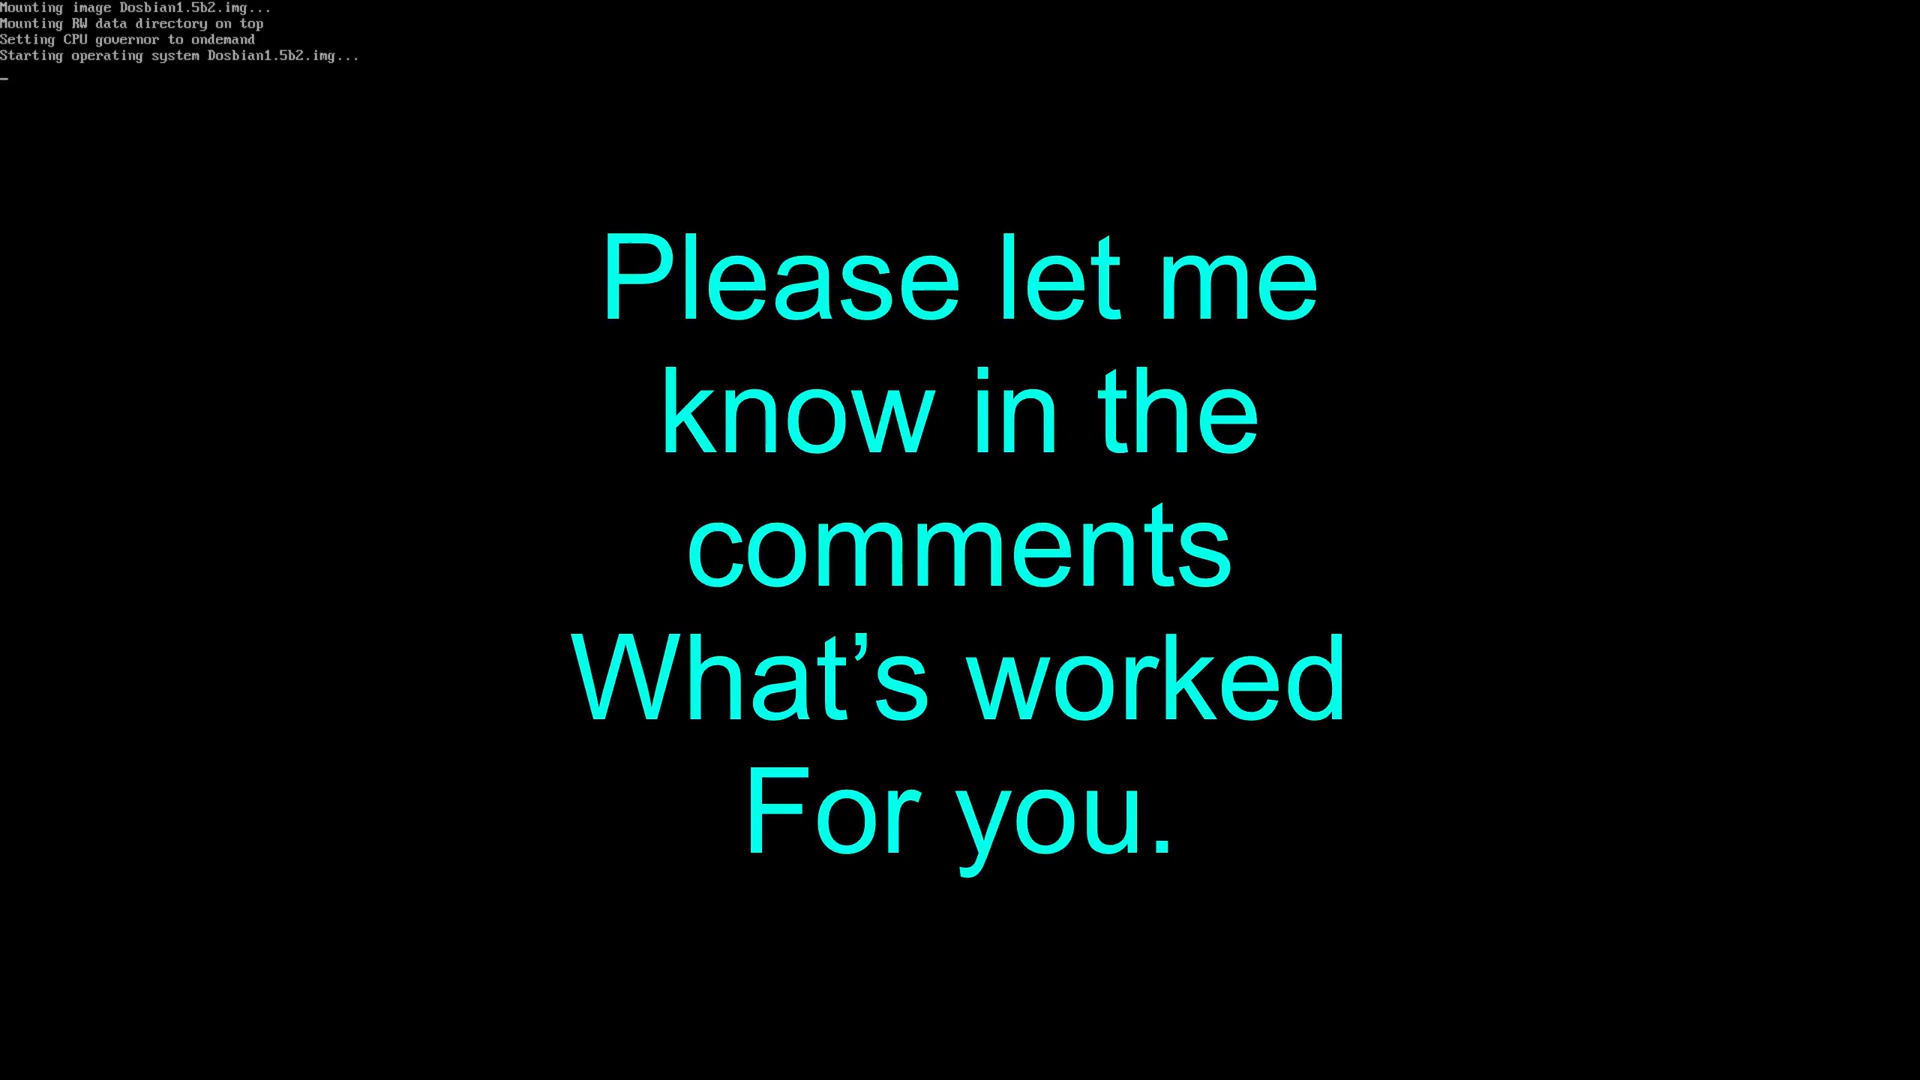 Mounting image Dosbian1.5b2.img...
Mounting RW data directory on top
Setting CPU governor to ondemand
Starting operating system Dosbian1.5b2.img...
Please let me
know in the
comments
What’s worked
For you.